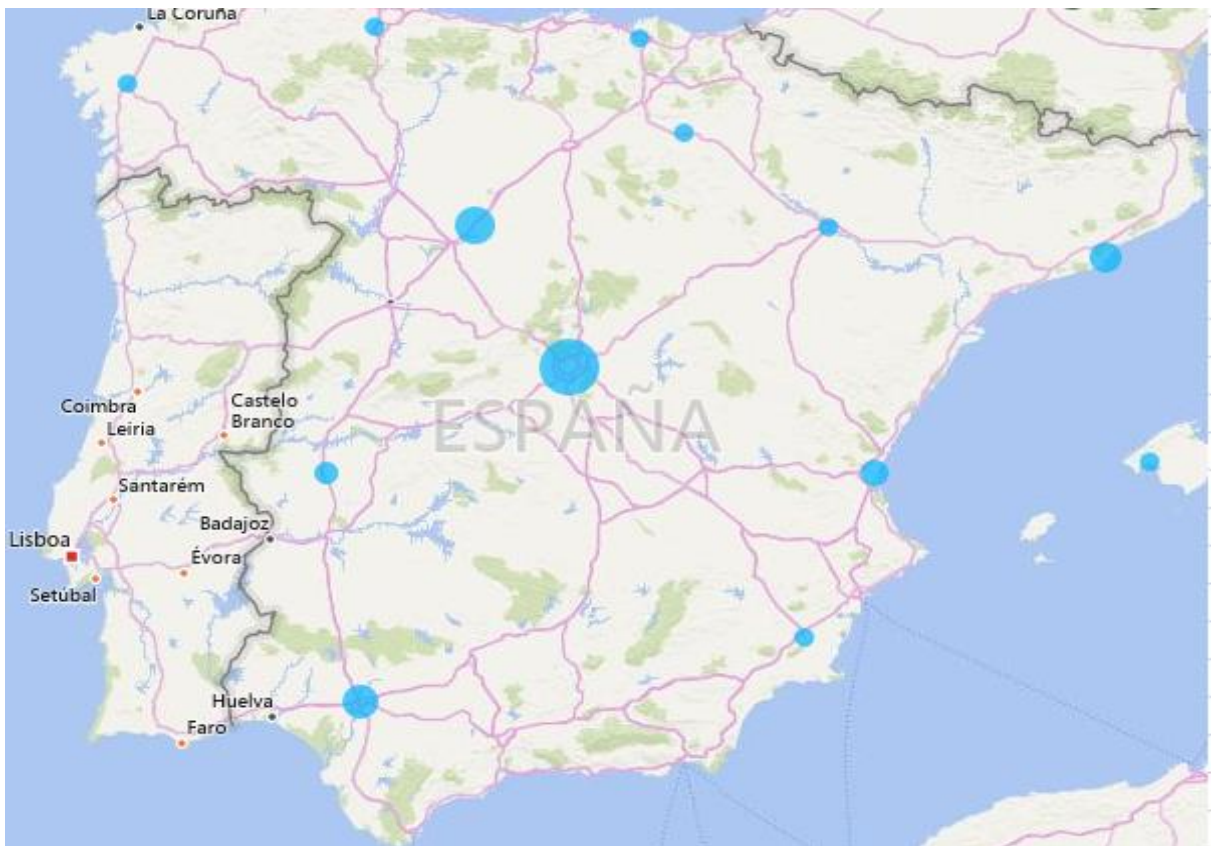 La Coruña
ESPAÑA
Coimbra
Leiria
Castelo
Branco
Santarém
Lisboa
Badajoz
Évora
Setúbal
Huelva
Faro